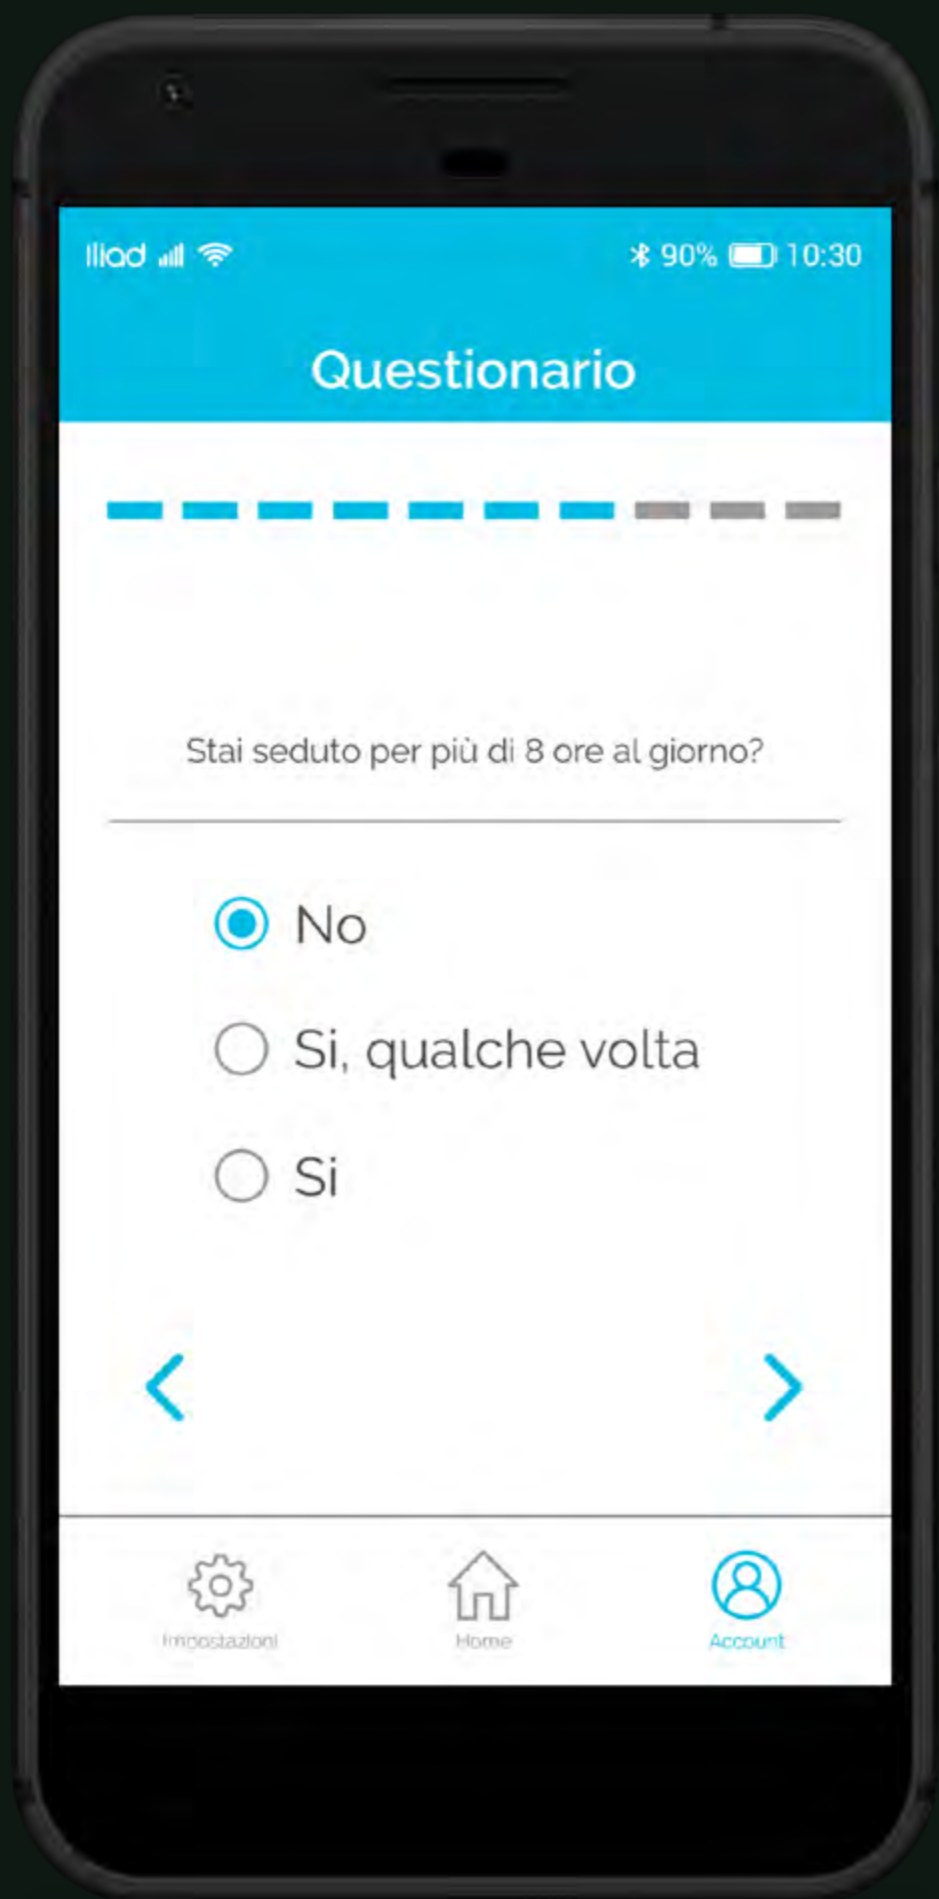 Iliad 90% 10:30
Questionario
Stai seduto per più di 8 ore al giorno?
No
Si, qualche volta
Si
Impostazioni Home Account